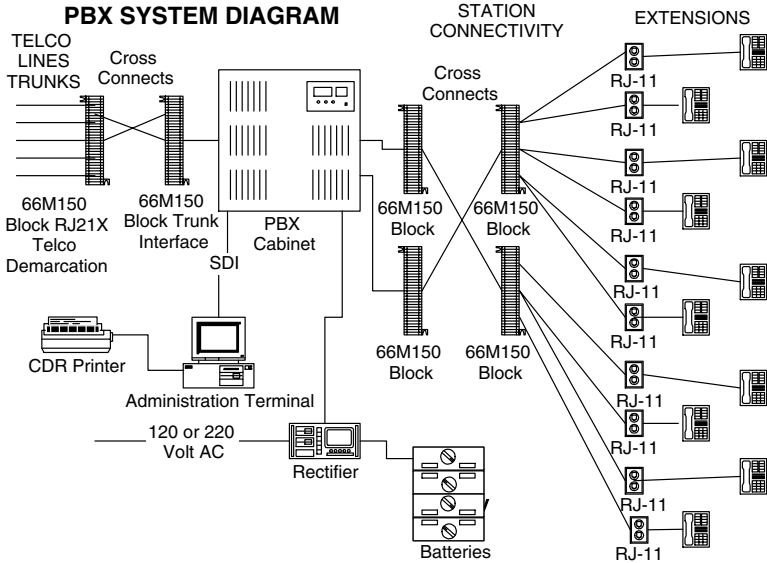 PBX SYSTEM DIAGRAM
STATION
CONNECTIVITY
EXTENSIONS
TELCO
LINES
TRUNKS
Cross
Connects
Cross
Connects
66M150
Block RJ21X
Telco
Demarcation
66M150
Block Trunk
Interface
PBX
Cabinet
SDI
66M150
Block
66M150
Block
66M150
Block
66M150
Block
RJ-11
RJ-11
RJ-11
RJ-11
RJ-11
RJ-11
RJ-11
RJ-11
RJ-11
RJ-11
CDR Printer
Administration Terminal
120 or 220
Volt AC
Rectifier
Batteries